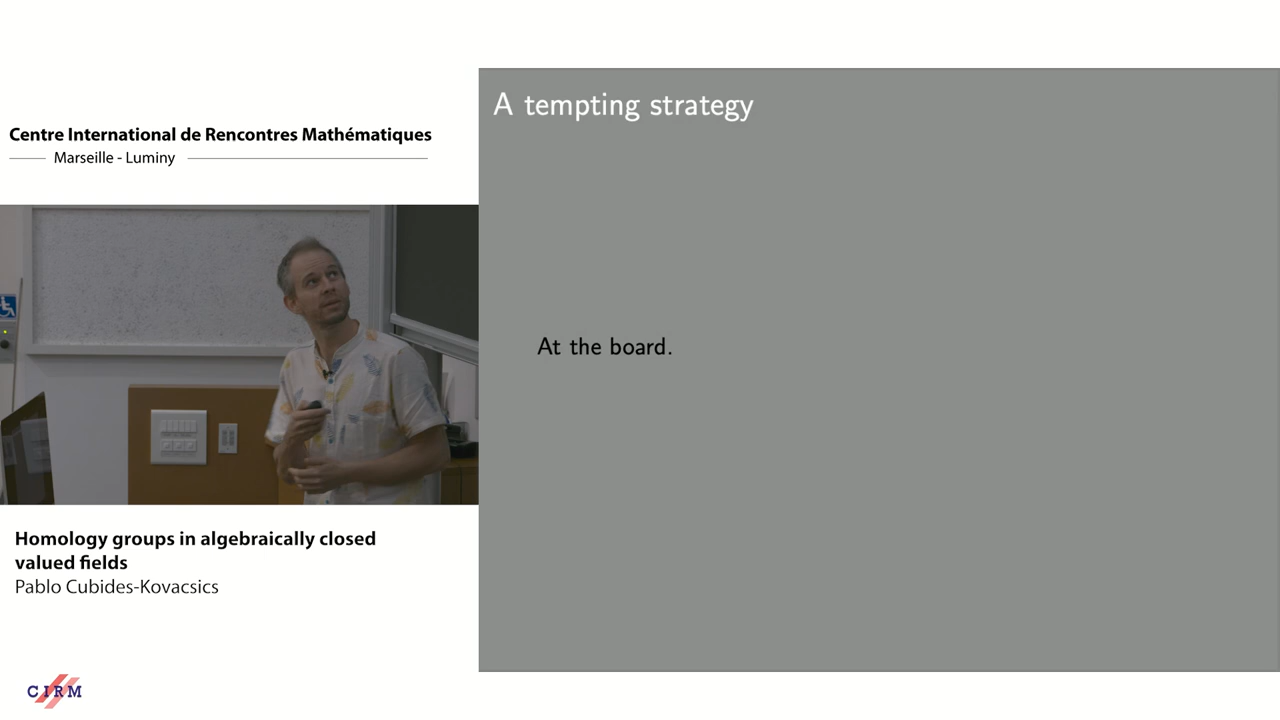 Centre International de Rencontres Mathématiques
Marseille - Luminy
A tempting strategy
At the board.
Homology groups in algebraically closed
valued fields
Pablo Cubides-Kovacsics
CIRM